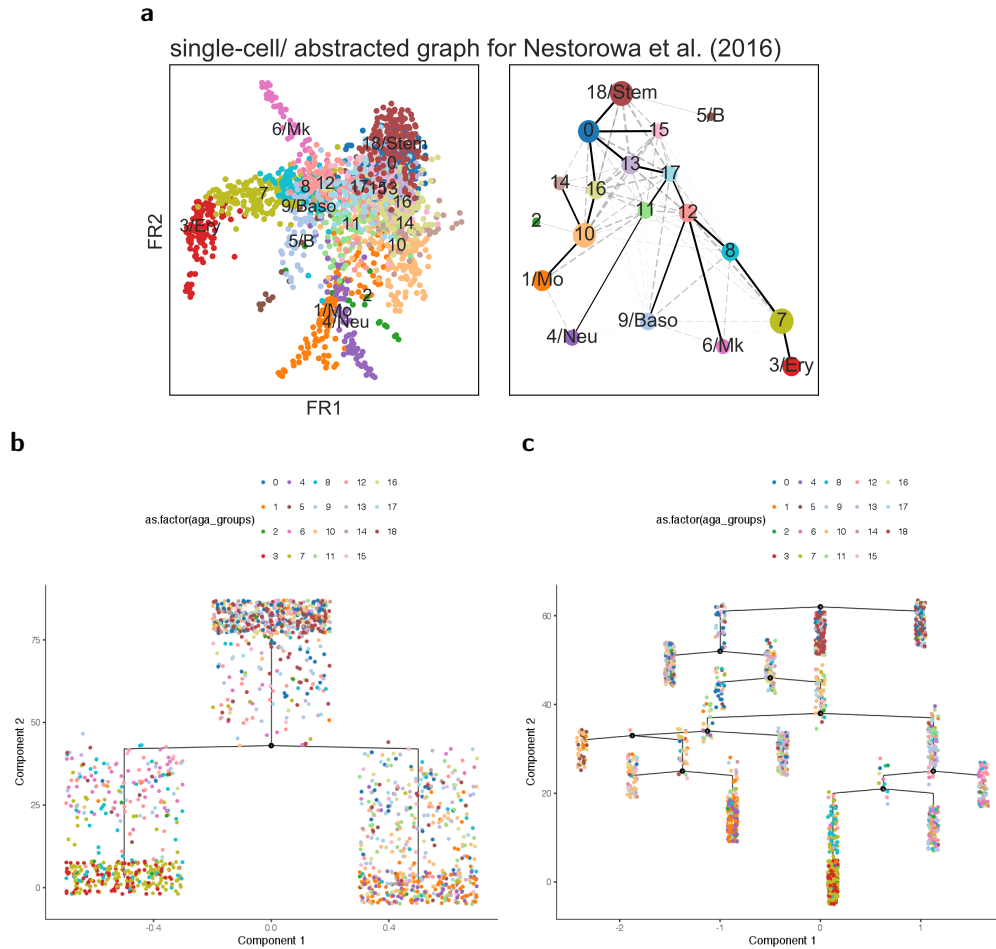 a
single-cell/ abstracted graph for Nestorowa et al. (2016)
6/Mk
18/Stem
0
7
8
12
17
15
13
9/Baso
16
3/Ery
11
14
5/B
10
2
1/Mo
4/Neu
FR2
FR1
18/Stem
5/B
0
15
13
17
14
16
2
11
12
10
8
1/Mo
9/Baso
7
4/Neu
6/Mk
3/Ery
b
c
0 4 8 12 16
1 5 9 13 17
as.factor(aga_groups)
2 6 10 14 18
3 7 11 15
75
50
25
0
-0.4 0.0 0.4
Component 1
Component 2
0 4 8 12 16
1 5 9 13 17
as.factor(aga_groups)
2 6 10 14 18
3 7 11 15
60
40
20
0
-2 -1 0 1
Component 1
Component 2